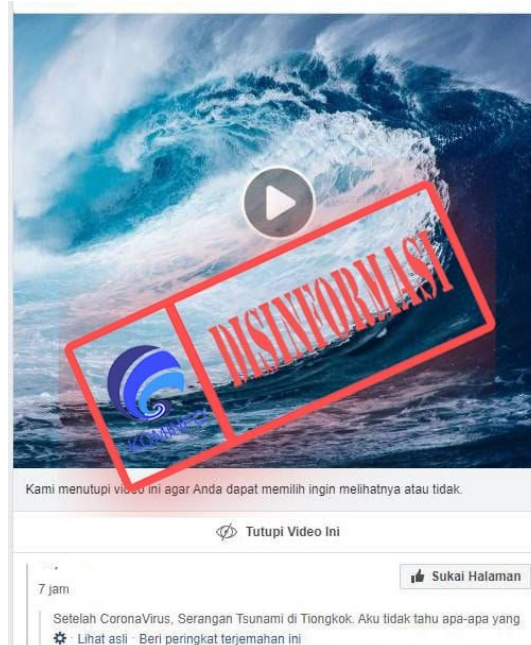 DISINFORMASI
KOMINFO
Kami menutupi video ini agar Anda dapat memilih ingin melihatnya atau tidak.
Tutupi Video Ini
7 jam
Sukai Halaman
Setelah CoronaVirus, Serangan Tsunami di Tiongkok. Aku tidak tahu apa-apa yang
· Lihat asli · Beri peringkat terjemahan ini